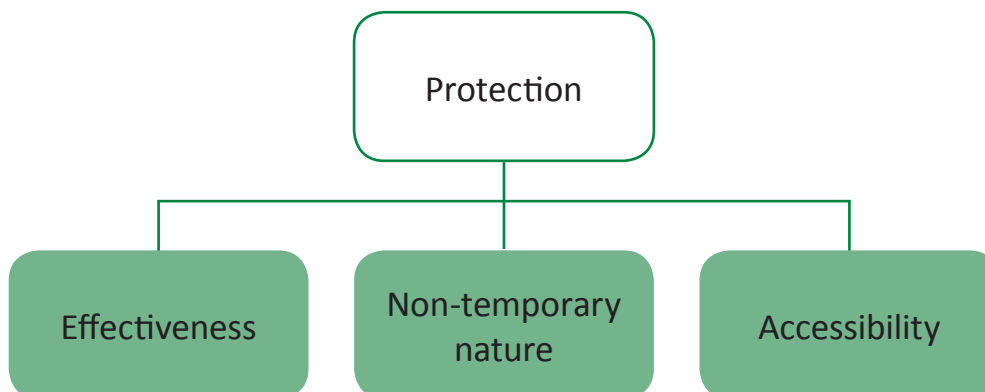 Protection
Effectiveness
Non-temporary
nature
Accessibility